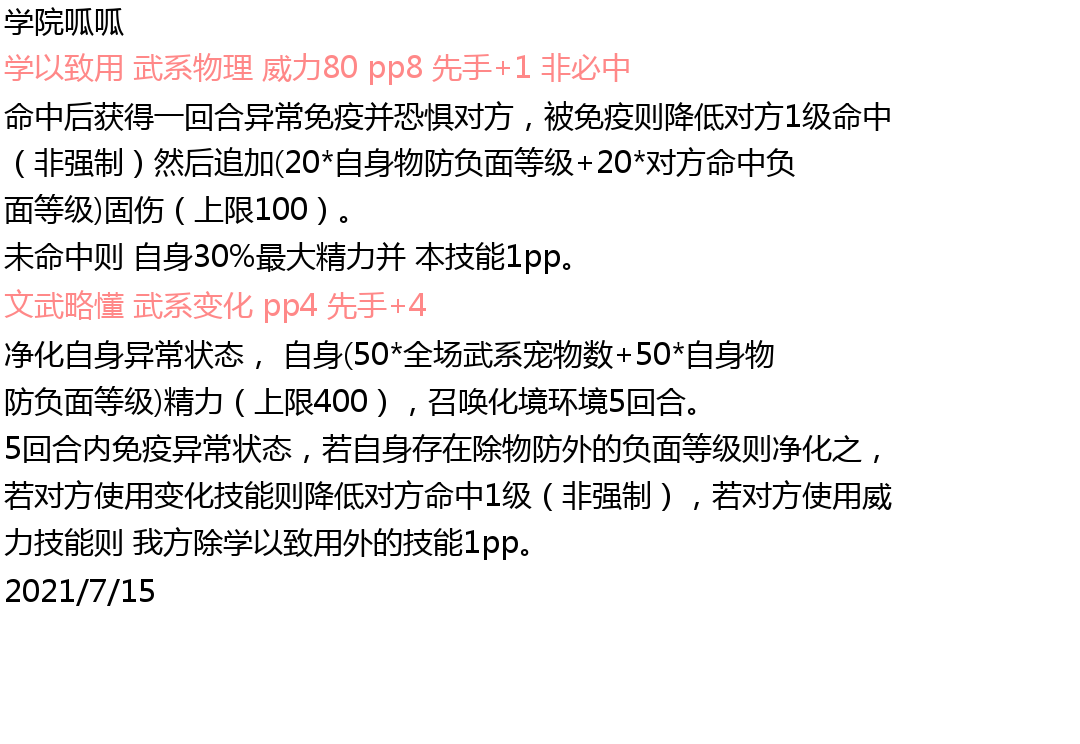 学院呱呱
学以致用 武系物理 威力80 pp8 先手+1 非必中
命中后获得一回合异常免疫并恐惧对方，被免疫则降低对方1级命中
（非强制）然后追加(20*自身物防负面等级+20*对方命中负
面等级)固伤（上限100）。
未命中则 自身30%最大精力并 本技能1pp。
文武略懂 武系变化 pp4 先手+4
净化自身异常状态， 自身(50*全场武系宠物数+50*自身物
防负面等级)精力（上限400），召唤化境环境5回合。
5回合内免疫异常状态，若自身存在除物防外的负面等级则净化之，
若对方使用变化技能则降低对方命中1级（非强制），若对方使用威
力技能则 我方除学以致用外的技能1pp。
2021/7/15